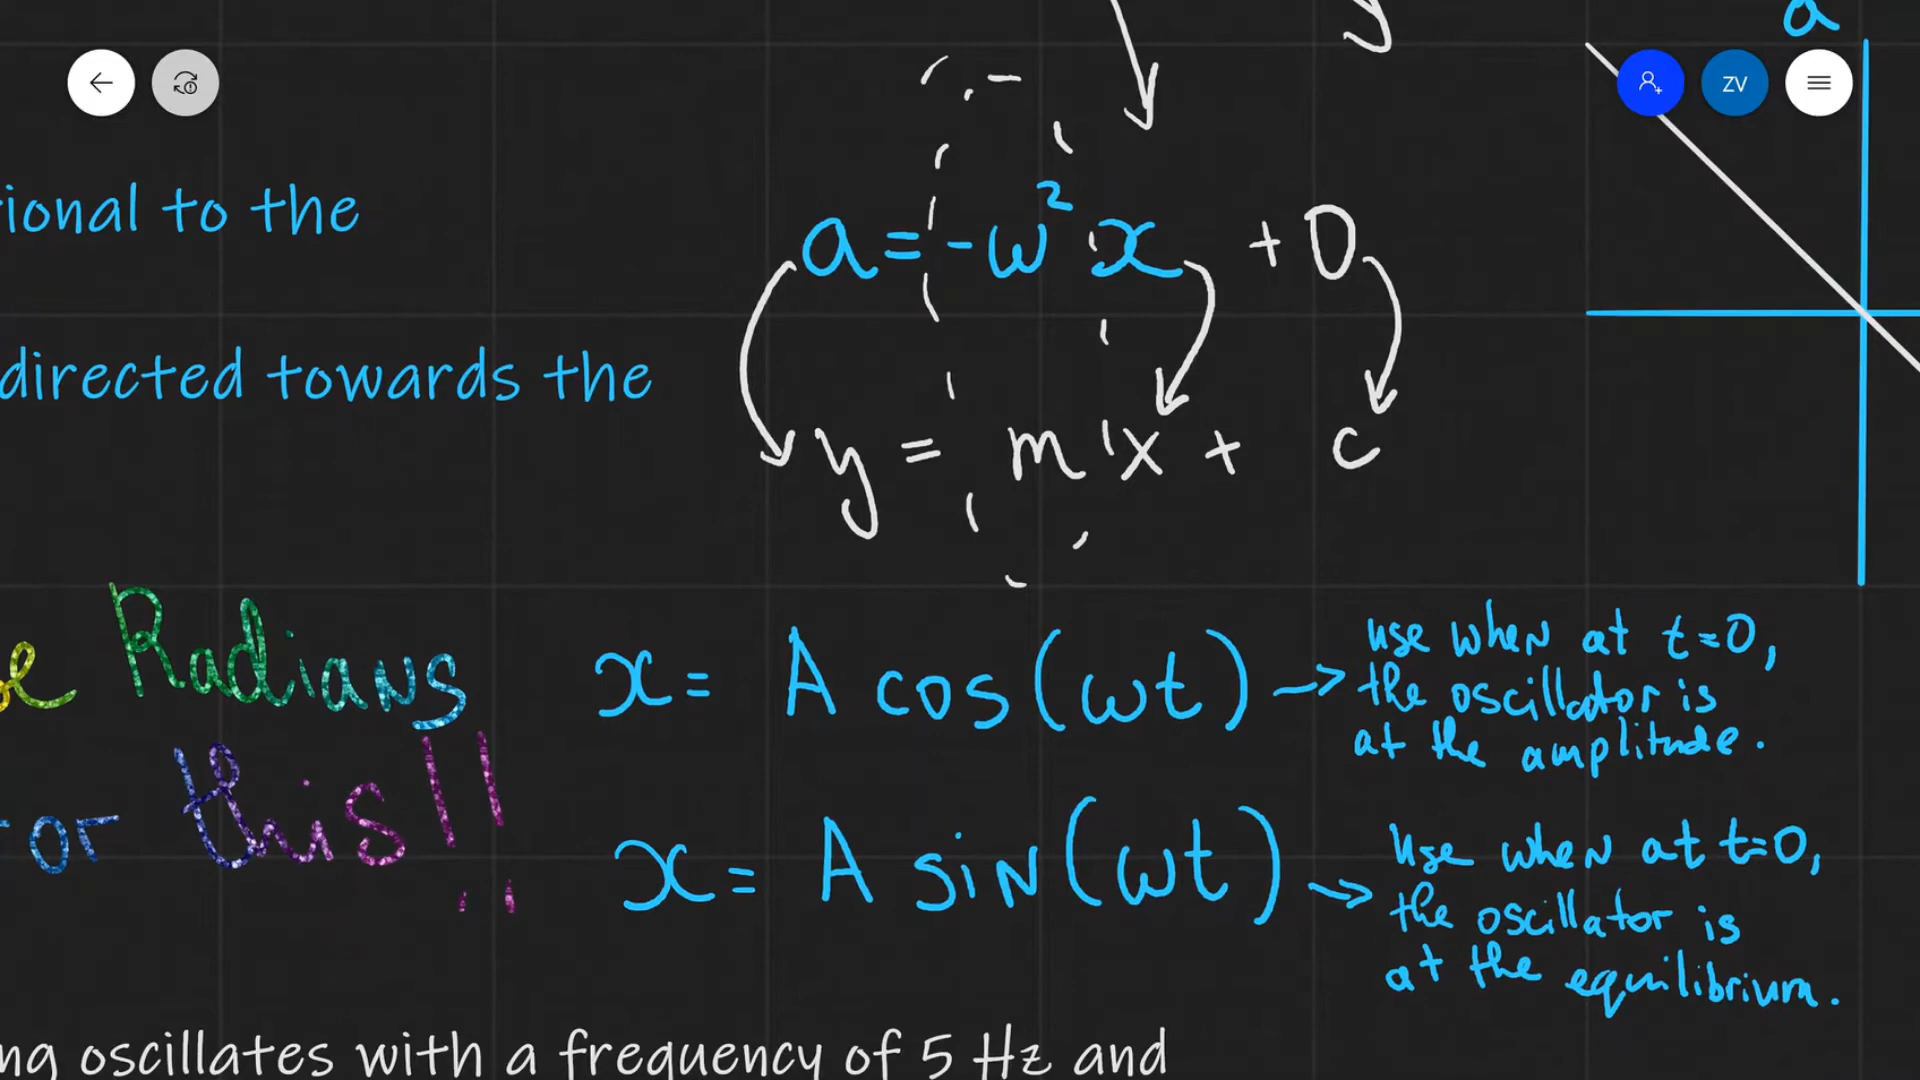 y
a
ZV
ional to the
a = -ω² x + 0
directed towards the
y = m x + c
Radians
this!!
x = A cos(ωt) → use when at t=0,
the oscillator is
at the amplitude.
x = A sin(ωt) → use when at t=0,
the oscillator is
at the equilibrium.
ng oscillates with a frequency of 5 Hz and